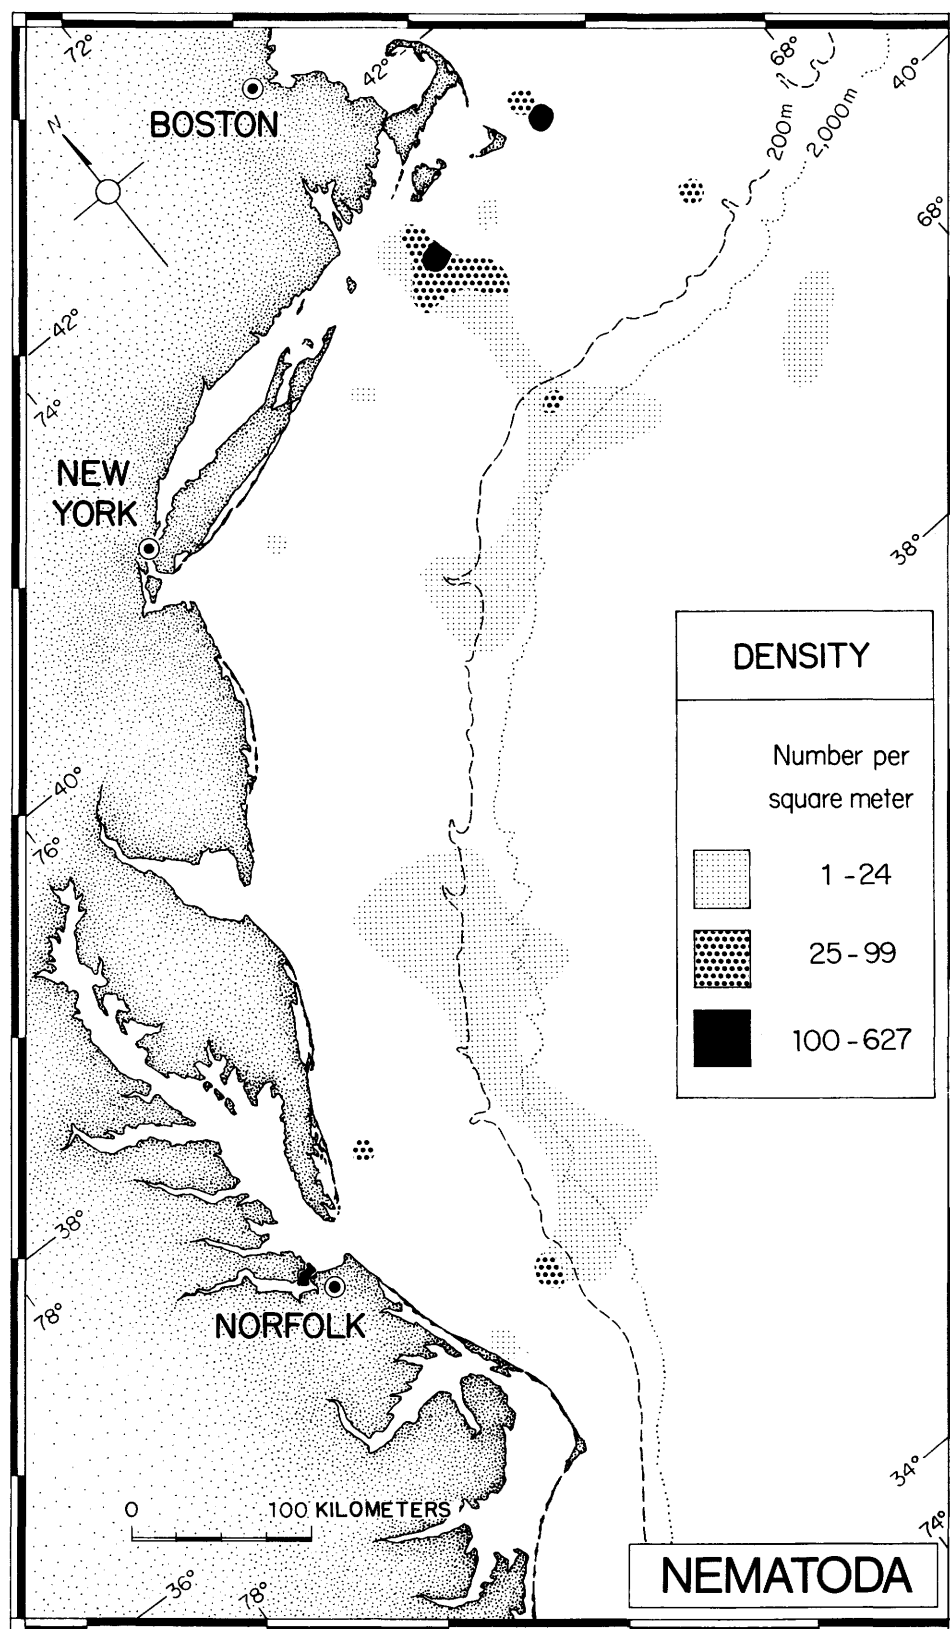 72°
42°
68°
40°
BOSTON
N
200m
2,000m
68°
42°
74°
NEW
YORK
38°
DENSITY
Number per
square meter
1-24
25-99
100-627
40°
76°
38°
78°
NORFOLK
34°
0 100 KILOMETERS
74°
NEMATODA
36°
78°